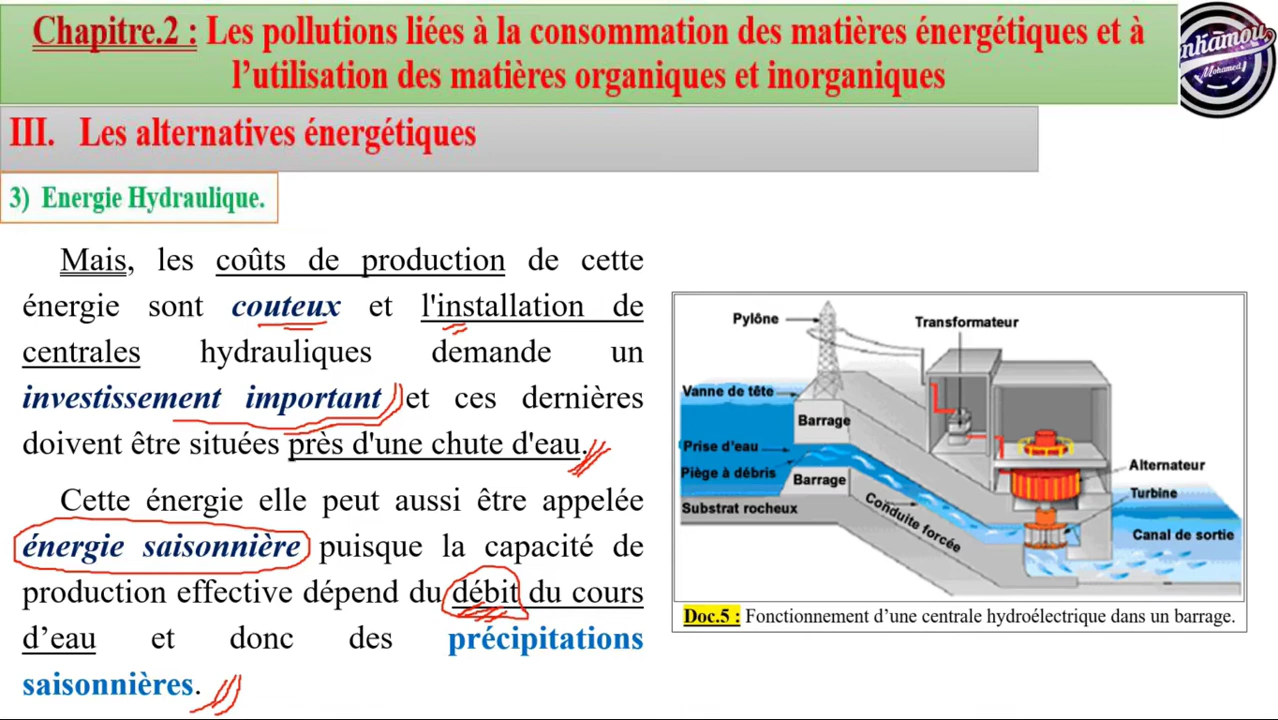 Chapitre.2 : Les pollutions liées à la consommation des matières énergétiques et à
l'utilisation des matières organiques et inorganiques
III. Les alternatives énergétiques
3) Energie Hydraulique.
Mais, les coûts de production de cette
énergie sont couteux et l'installation de
centrales hydrauliques demande un
investissement important et ces dernières
doivent être situées près d'une chute d'eau.
Cette énergie elle peut aussi être appelée
énergie saisonnière puisque la capacité de
production effective dépend du débit du cours
d'eau et donc des précipitations
saisonnières.
Pylône
Transformateur
Vanne de tête
Barrage
Prise d'eau
Piège à débris
Barrage
Substrat rocheux
Conduite forcée
Alternateur
Turbine
Canal de sortie
Doc.5 : Fonctionnement d'une centrale hydroélectrique dans un barrage.
Mohamed